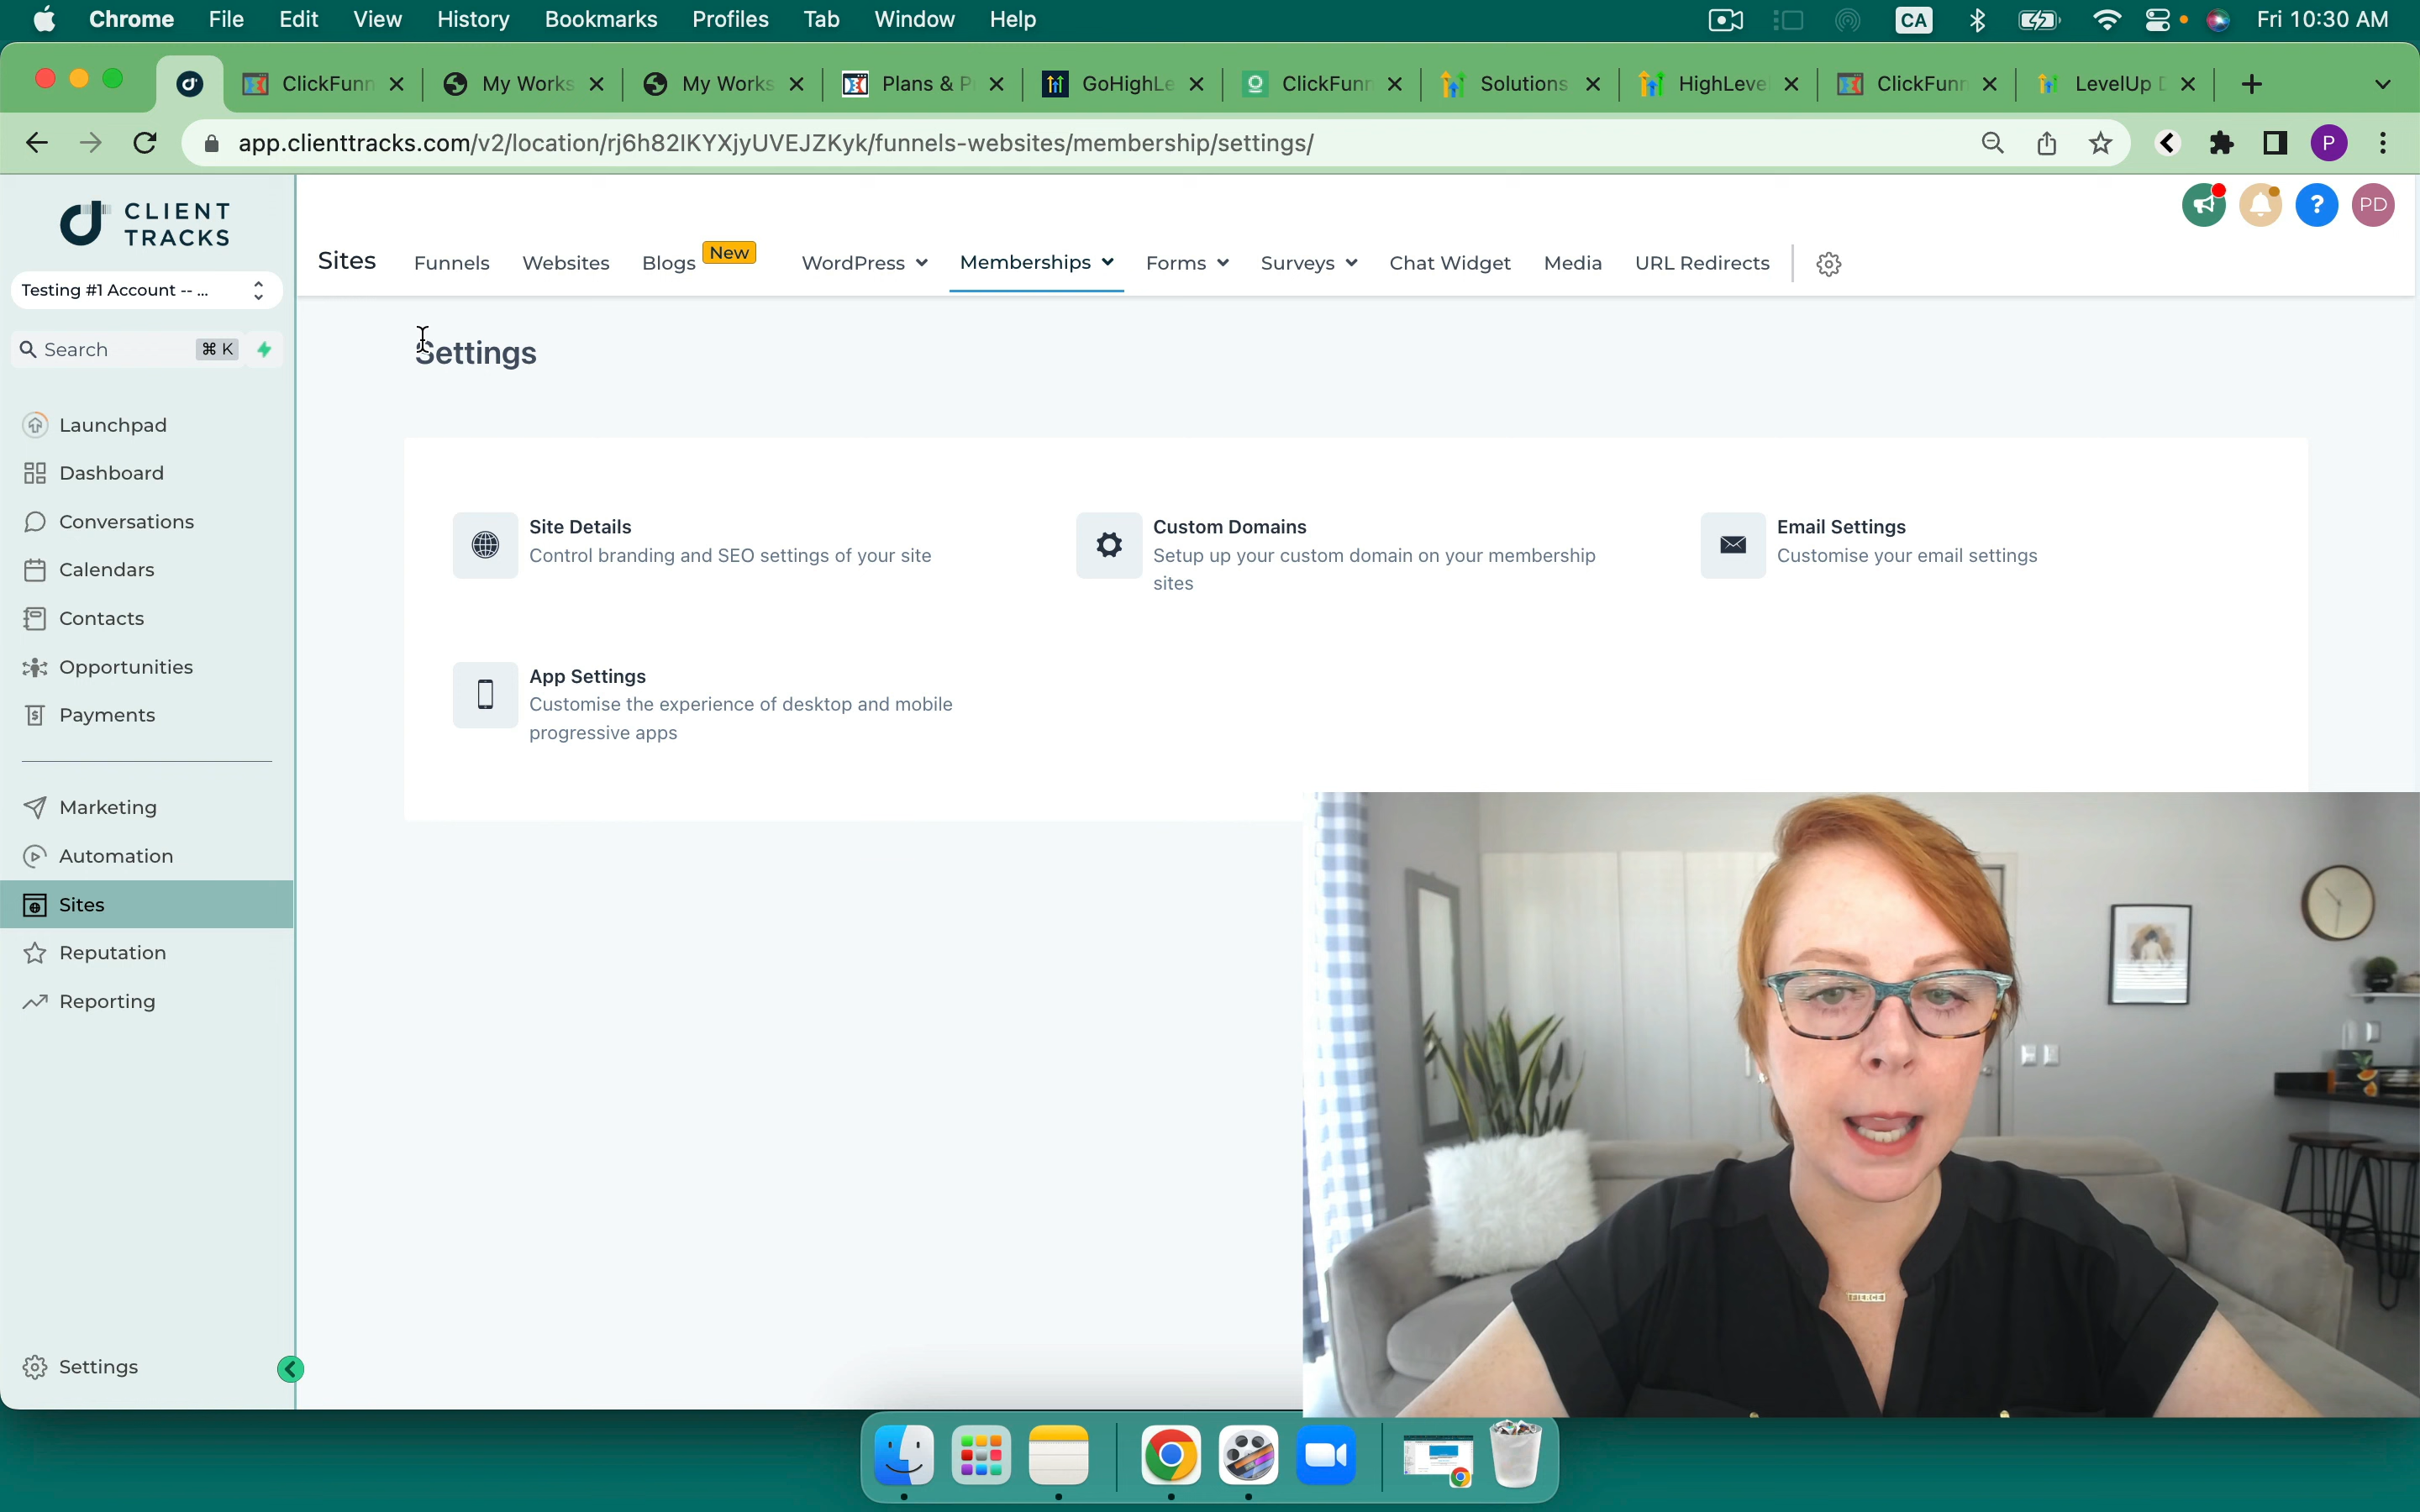 Chrome File Edit View History Bookmarks Profiles Tab Window Help CA Fri 10:30 AM
ClickFunn My Works My Works Plans & P GoHighLe ClickFunn Solutions HighLeve ClickFunn LevelUp D
app.clienttracks.com/v2/location/rj6h82IKYXjyUVEJZKyk/funnels-websites/membership/settings/ P
CLIENT
TRACKS
? PD
Sites Funnels Websites Blogs New WordPress Memberships Forms Surveys Chat Widget Media URL Redirects
Testing #1 Account -- ...
Search ⌘ K
Settings
Launchpad
Dashboard
Conversations
Calendars
Contacts
Opportunities
Payments
Marketing
Automation
Sites
Reputation
Reporting
Settings
Site Details
Control branding and SEO settings of your site
Custom Domains
Setup up your custom domain on your membership
sites
Email Settings
Customise your email settings
App Settings
Customise the experience of desktop and mobile
progressive apps
FIERCE